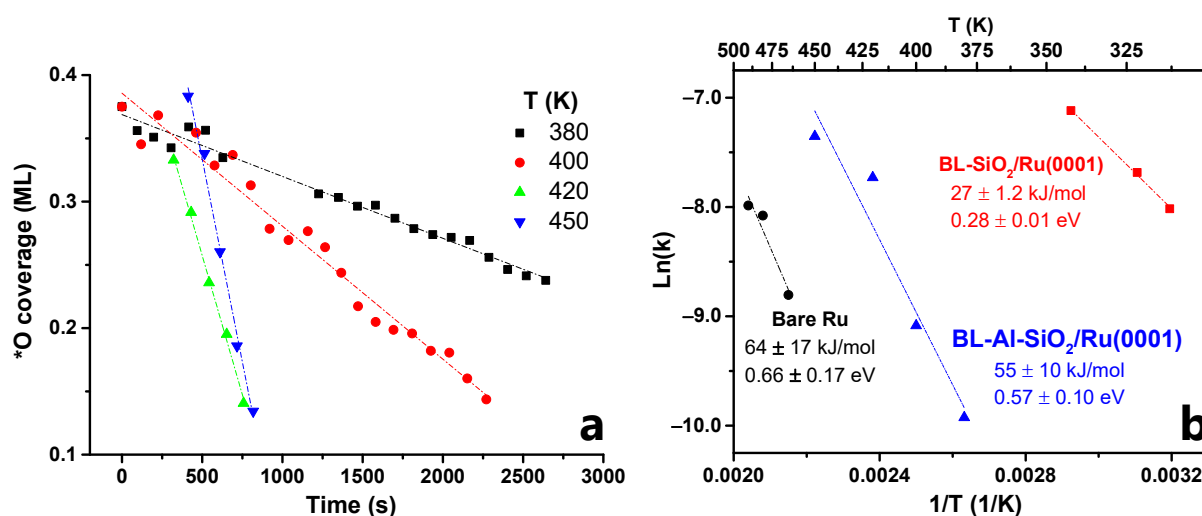 0.4
0.3
0.2
0.1
*O coverage (ML)
0
500
1000
1500
2000
2500
3000
Time (s)
T (K)
380
400
420
450
a
T (K)
500
475
450
425
400
375
350
325
–7.0
–8.0
–9.0
–10.0
Ln(k)
BL-SiO₂/Ru(0001)
27 ± 1.2 kJ/mol
0.28 ± 0.01 eV
Bare Ru
64 ± 17 kJ/mol
0.66 ± 0.17 eV
BL-Al-SiO₂/Ru(0001)
55 ± 10 kJ/mol
0.57 ± 0.10 eV
b
0.0020
0.0024
0.0028
0.0032
1/T (1/K)